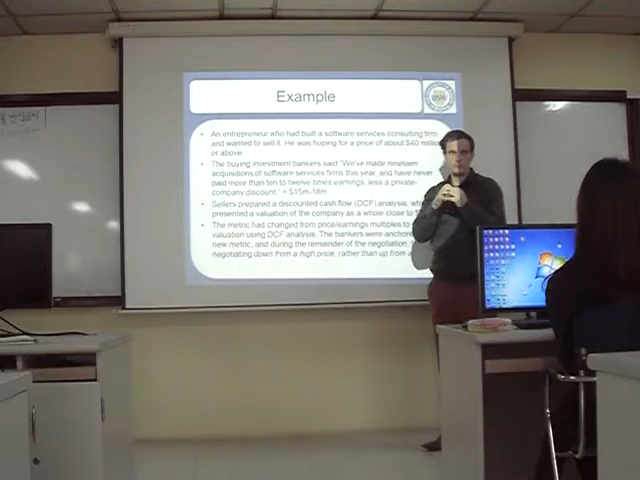 Example
An entrepreneur who had built a software services consulting firm
and wanted to sell it. He was hoping for a price of about $40 million
or above.
The buying investment bankers said "We've made nineteen
acquisitions of software services firms this year, and have never
paid more than ten to twelve times earnings, less a private-
company discount." = $15m-18m
Sellers prepared a discounted cash flow (DCF) analysis,
presented a valuation of the company as a whole close to
The metric had changed from price/earnings multiples to
valuation using DCF analysis. The bankers were anchored
new metric, and during the remainder of the negotiation,
negotiating down from a high price, rather than up from a